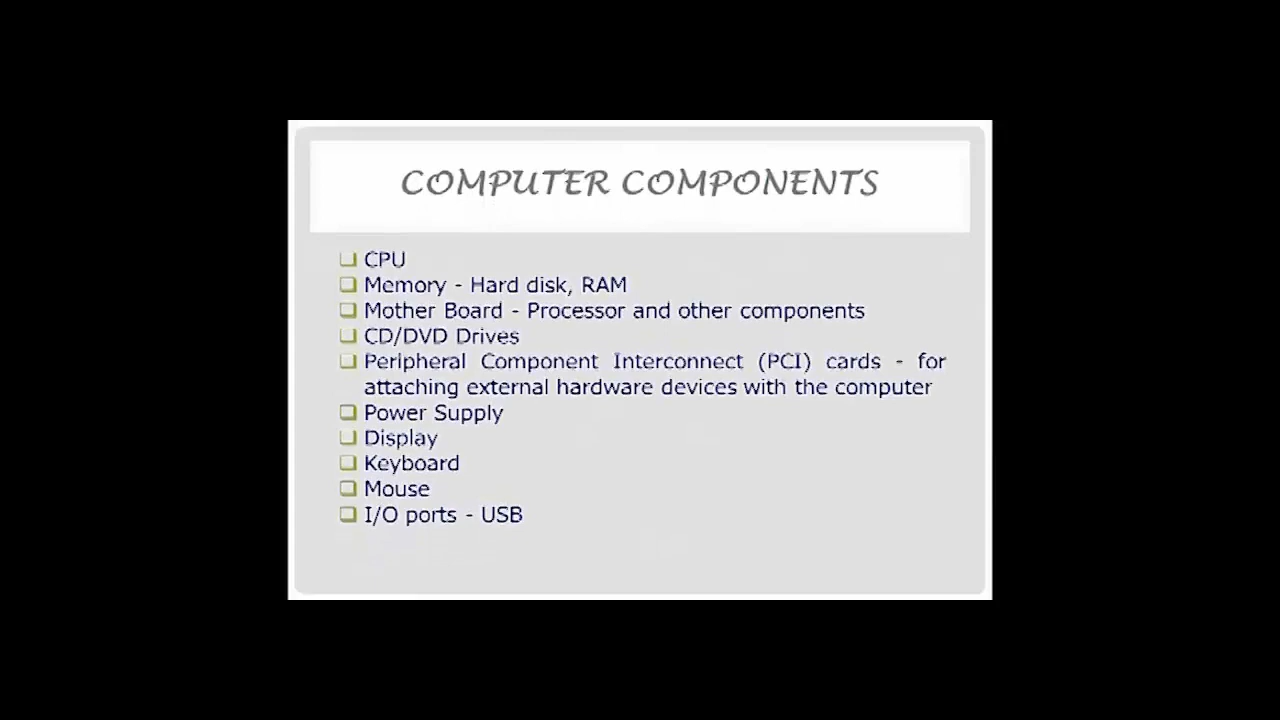 COMPUTER COMPONENTS
CPU
Memory - Hard disk, RAM
Mother Board - Processor and other components
CD/DVD Drives
Peripheral Component Interconnect (PCI) cards - for
attaching external hardware devices with the computer
Power Supply
Display
Keyboard
Mouse
I/O ports - USB